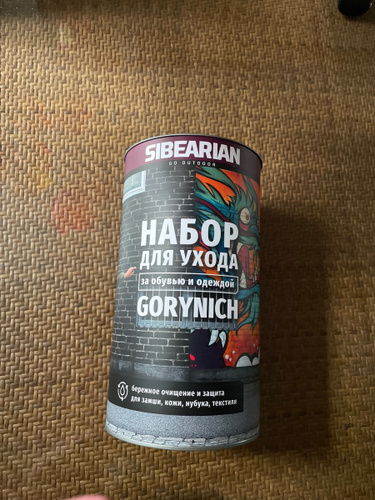 SIBEARIAN
GO OUTDOOR
НАБОР
ДЛЯ УХОДА
за обувью и одеждой
GORYNICH
бережное очищение и защита
для замши, кожи, нубука, текстиля